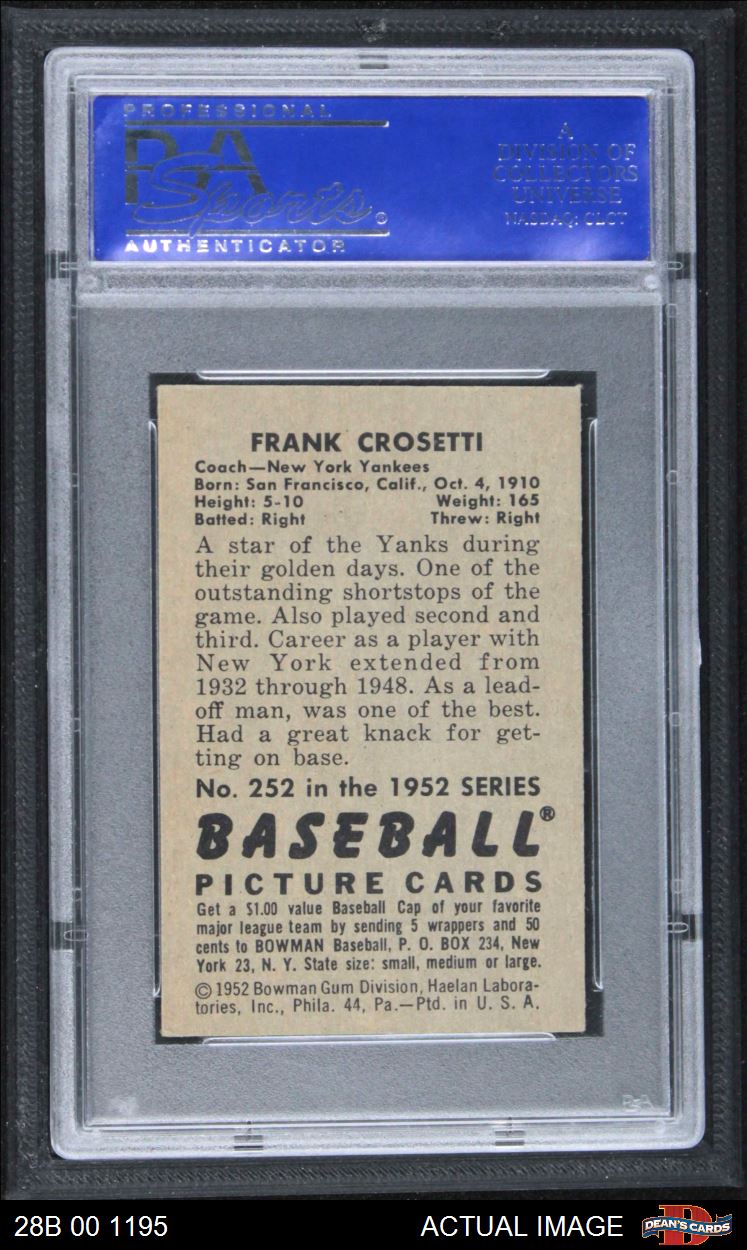 PROFESSIONAL
PSA
Sports®
AUTHENTICATOR
A
DIVISION OF
COLLECTORS
UNIVERSE
NASDAQ: CLCT
FRANK CROSETTI
Coach—New York Yankees
Born: San Francisco, Calif., Oct. 4, 1910
Height: 5-10 Weight: 165
Batted: Right Threw: Right
A star of the Yanks during
their golden days. One of the
outstanding shortstops of the
game. Also played second and
third. Career as a player with
New York extended from
1932 through 1948. As a lead-
off man, was one of the best.
Had a great knack for get-
ting on base.
No. 252 in the 1952 SERIES
BASEBALL®
PICTURE CARDS
Get a $1.00 value Baseball Cap of your favorite
major league team by sending 5 wrappers and 50
cents to BOWMAN Baseball, P. O. BOX 234, New
York 23, N. Y. State size: small, medium or large.
© 1952 Bowman Gum Division, Haelan Labora-
tories, Inc., Phila. 44, Pa.—Ptd. in U. S. A.
PSA
28B 00 1195
ACTUAL IMAGE
DEAN'S CARDS